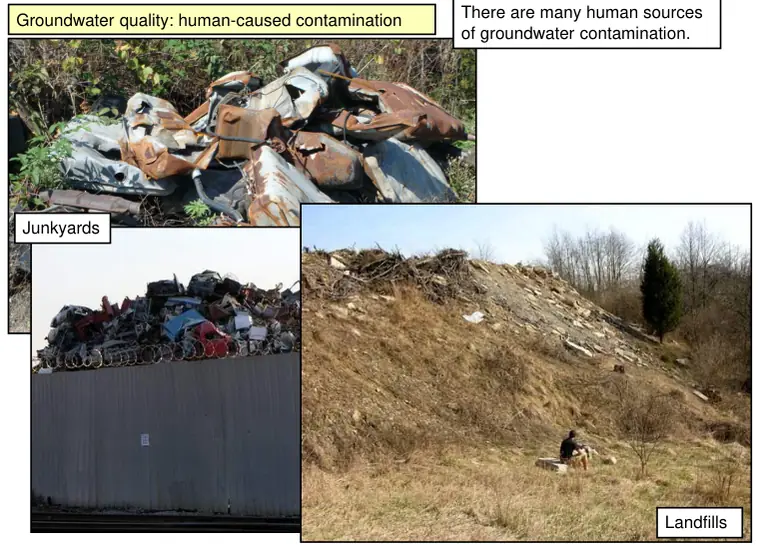 Groundwater quality: human-caused contamination
There are many human sources
of groundwater contamination.
Junkyards
Landfills